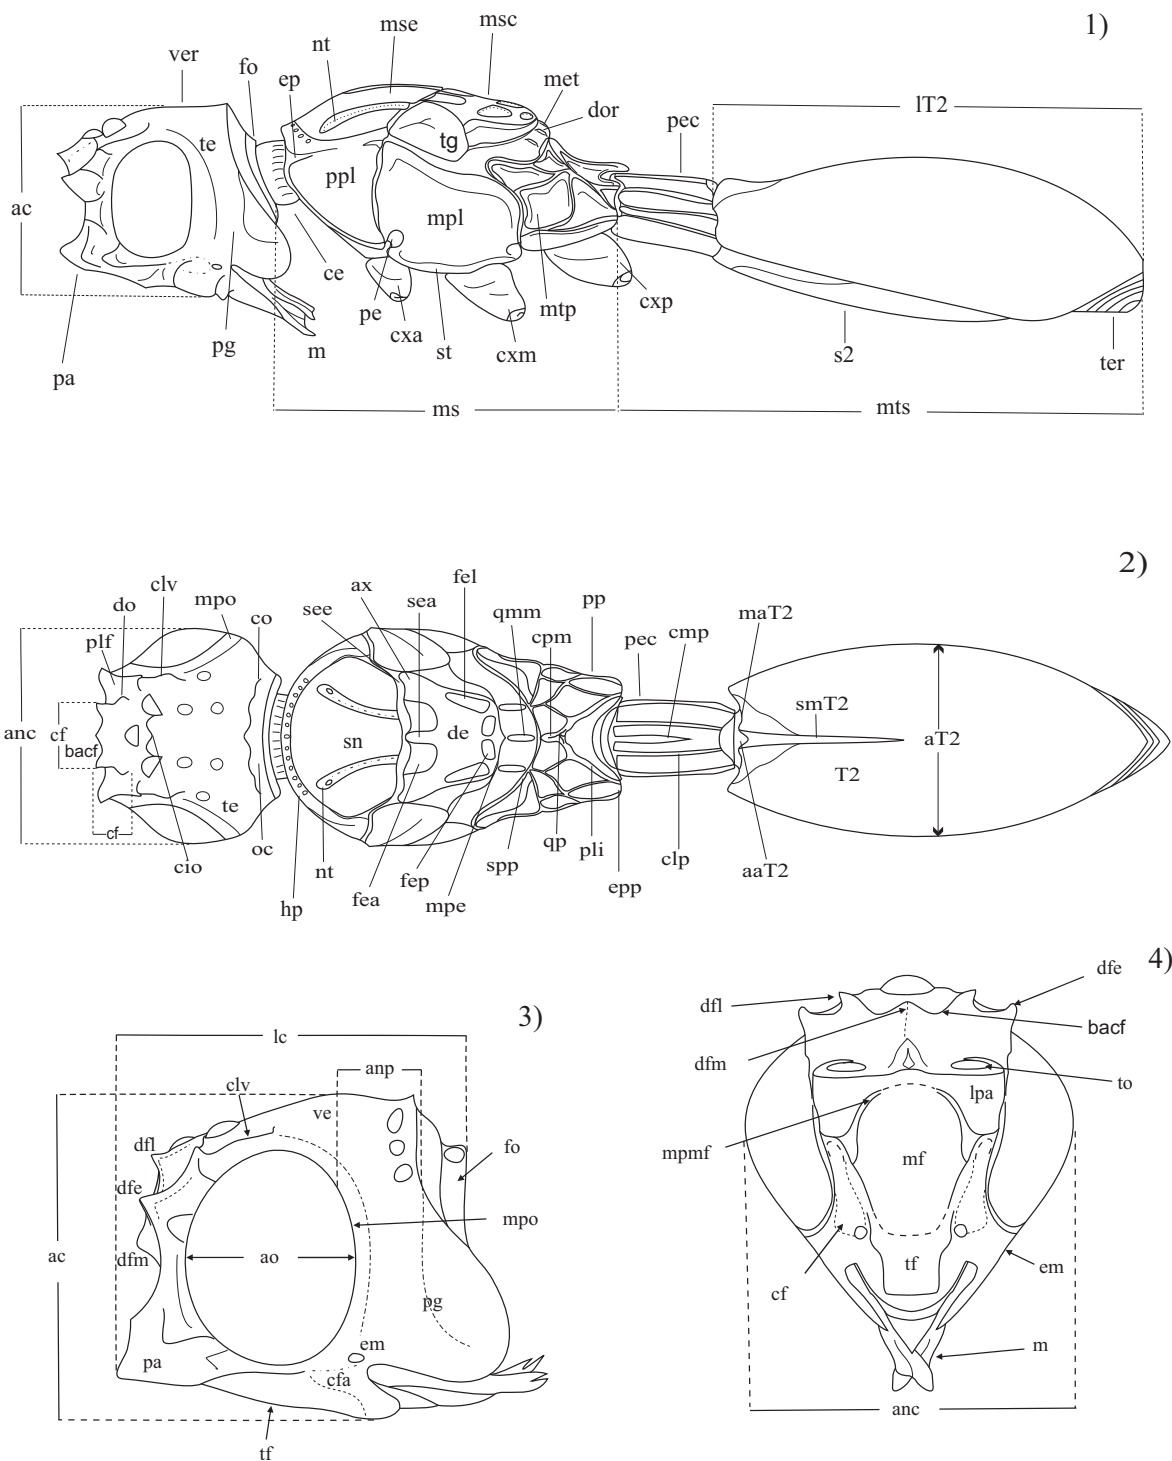 1)
ver
fo
ep
nt
mse
msc
met
dor
pec
lT2
te
tg
ppl
mpl
ac
ce
pe
cxa
st
cxm
mtp
cxp
pa
pg
m
s2
ter
ms
mts
2)
do
clv
mpo
co
see
ax
sea
fel
qmm
cpm
pp
pec
cmp
maT2
plf
smT2
anc
cf
bacf
sn
de
aT2
T2
te
cf
cio
oc
hp
nt
fea
fep
mpe
spp
qp
pli
epp
clp
aaT2
3)
lc
anp
clv
ve
dfl
fo
dfe
mpo
ac
dfm
ao
pg
em
pa
cfa
tf
4)
dfe
dfl
bacf
dfm
to
lpa
mpmf
mf
tf
em
cf
m
anc